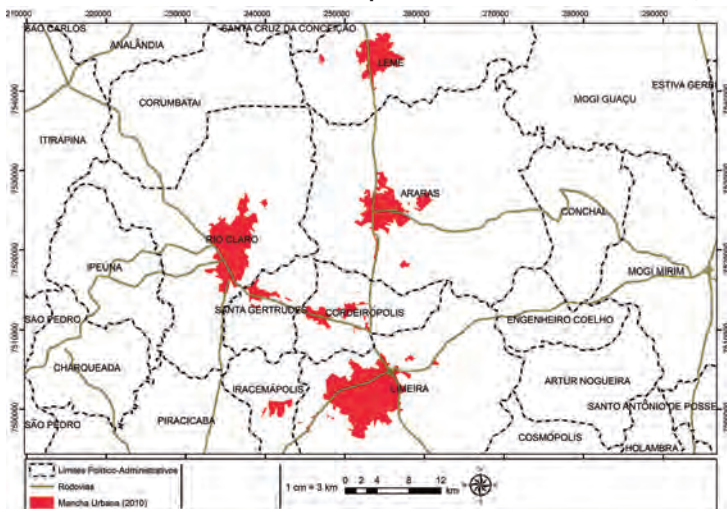 210000 220000 230000 240000 250000 260000 270000 280000 290000
SÃO CARLOS
SANTA CRUZ DA CONCEIÇÃO
ANALÂNDIA
LEME
ESTIVA GERBI
7540000
CORUMBATAÍ
MOGI GUAÇU
ITIRAPINA
7530000
ARARAS
CONCHAL
RIO CLARO
7520000
IPEÚNA
MOGI MIRIM
SANTA GERTRUDES
CORDEIRÓPOLIS
SÃO PEDRO
ENGENHEIRO COELHO
7510000
CHARQUEADA
ARTUR NOGUEIRA
IRACEMÁPOLIS
LIMEIRA
SANTO ANTÔNIO DE POSSE
7500000
SÃO PEDRO
PIRACICABA
COSMÓPOLIS
HOLAMBRA
Limites Político-Administrativos
Rodovias
Mancha Urbana (2010)
1 cm = 3 km
0 2 4 8 12
km